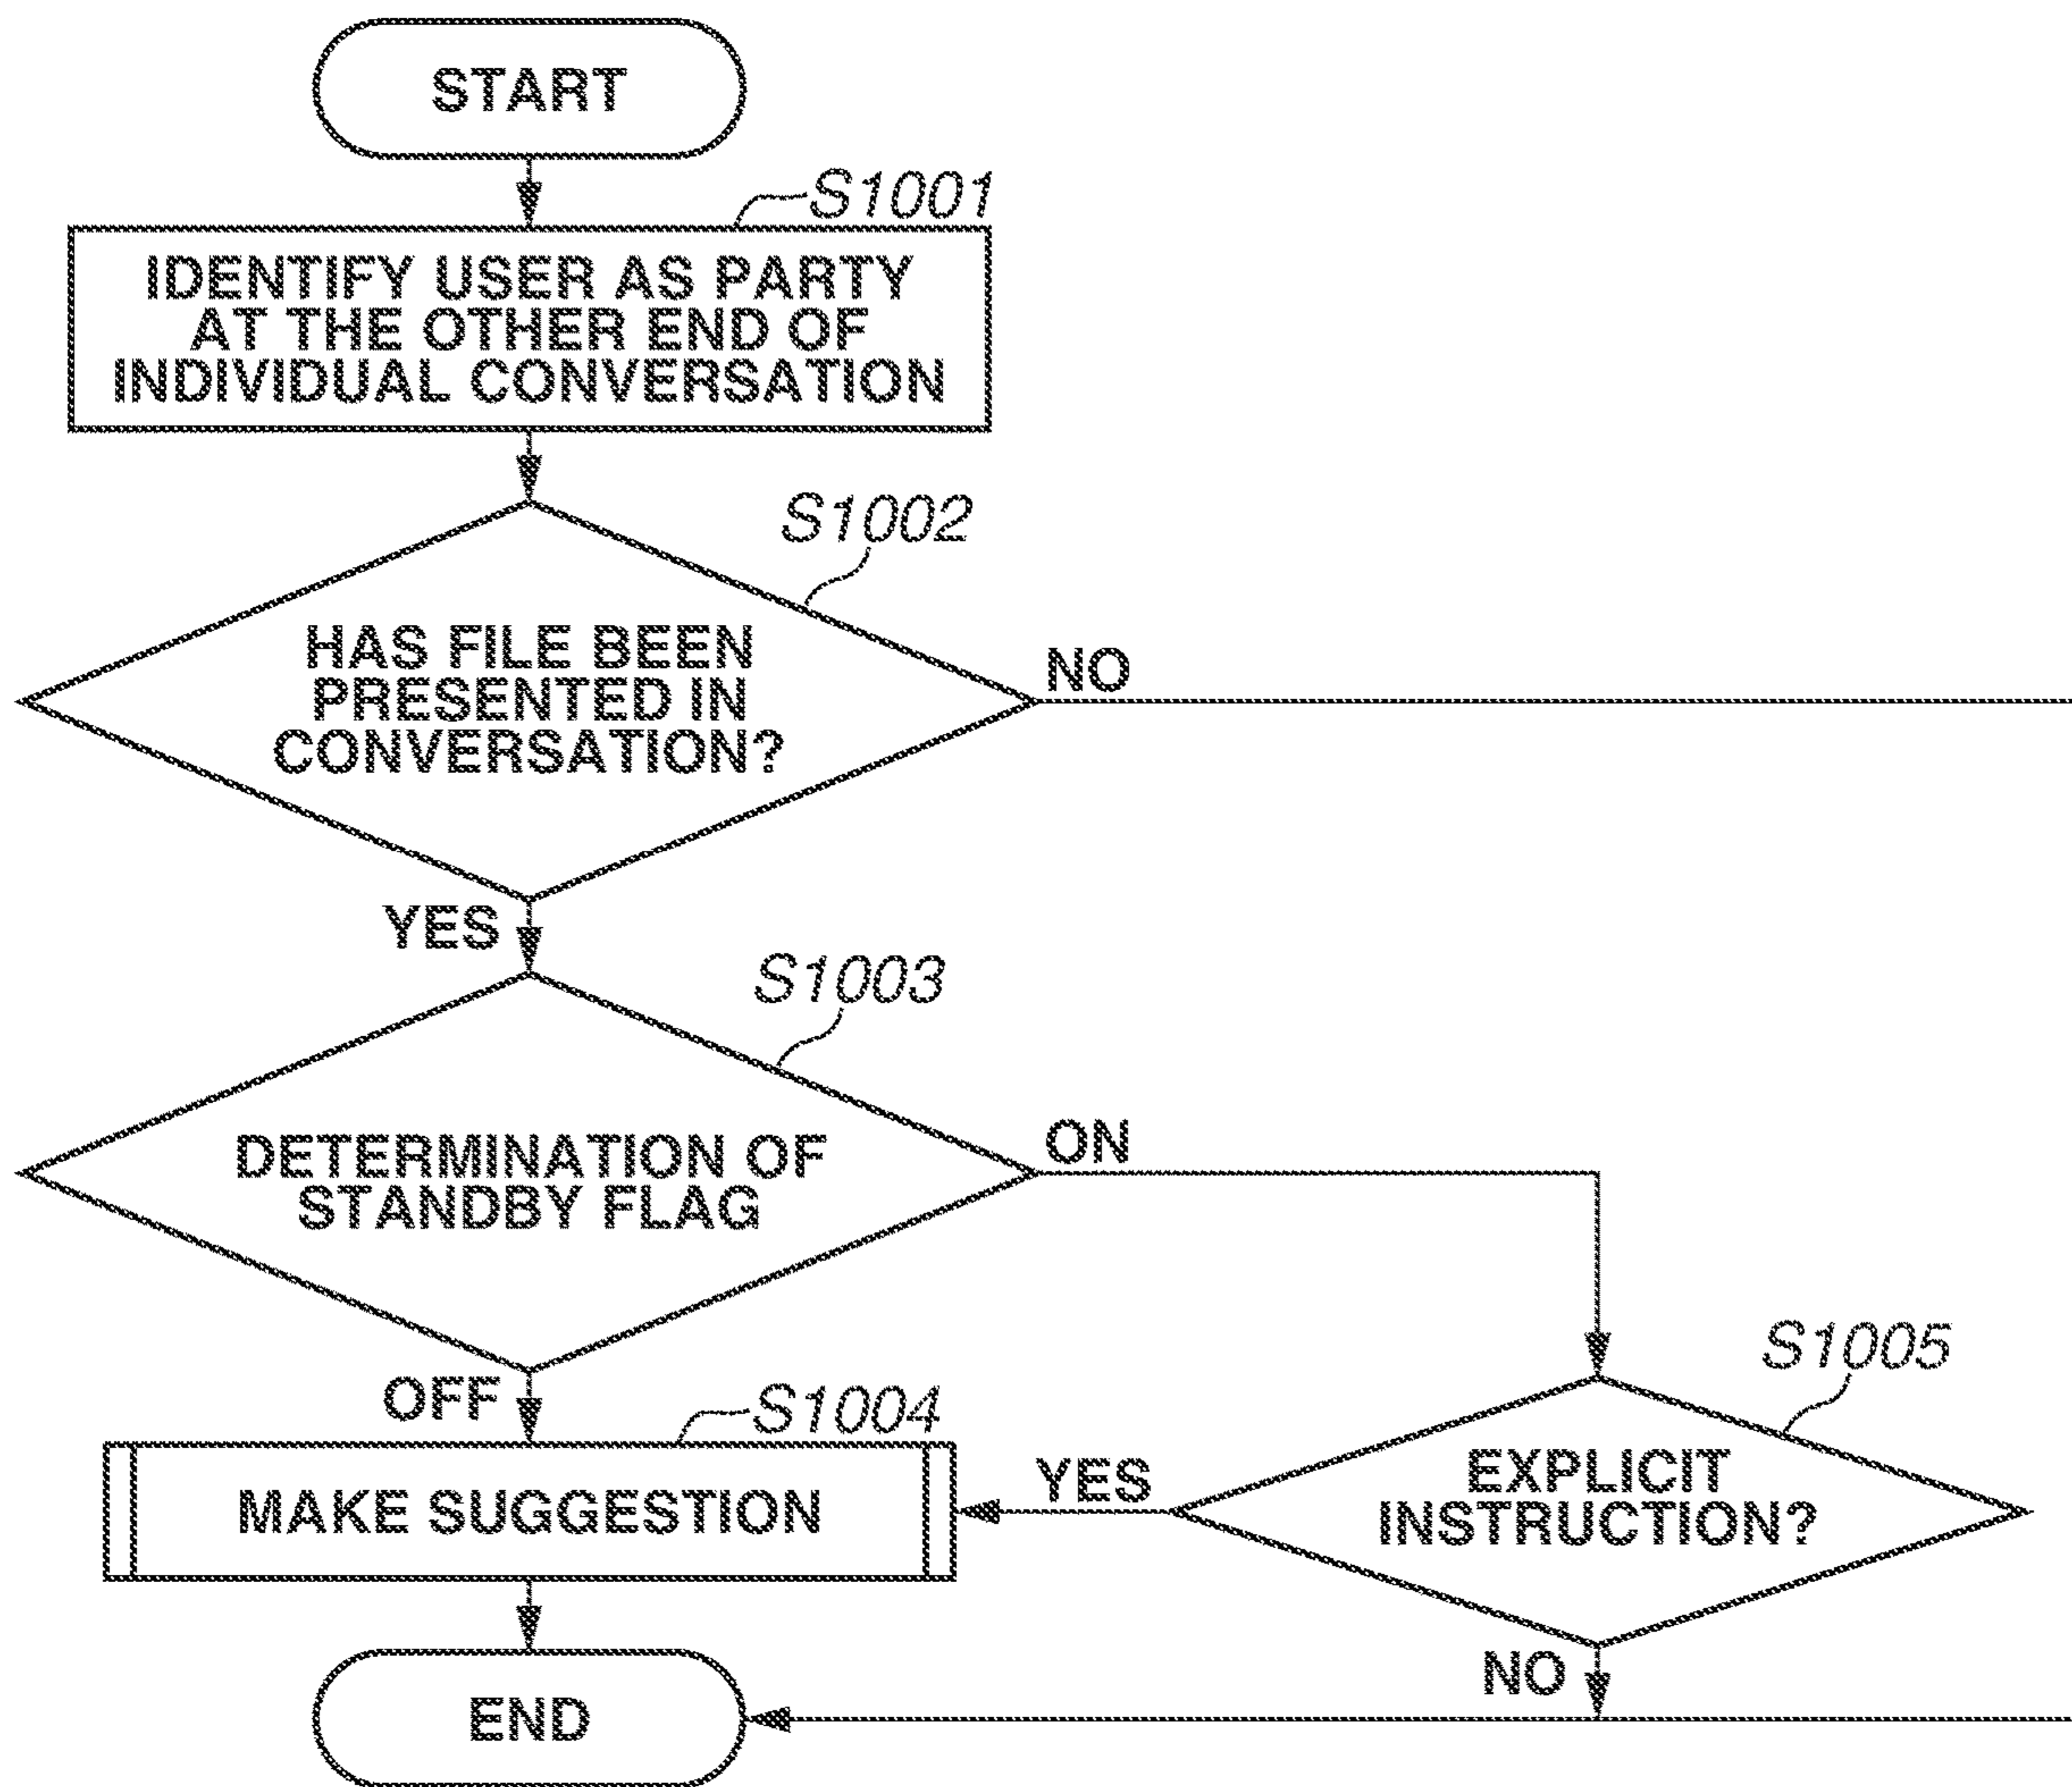 START
S1001
IDENTIFY USER AS PARTY
AT THE OTHER END OF
INDIVIDUAL CONVERSATION
S1002
HAS FILE BEEN
PRESENTED IN
CONVERSATION?
NO
YES
S1003
DETERMINATION OF
STANDBY FLAG
ON
OFF
S1004
MAKE SUGGESTION
S1005
EXPLICIT
INSTRUCTION?
YES
NO
END